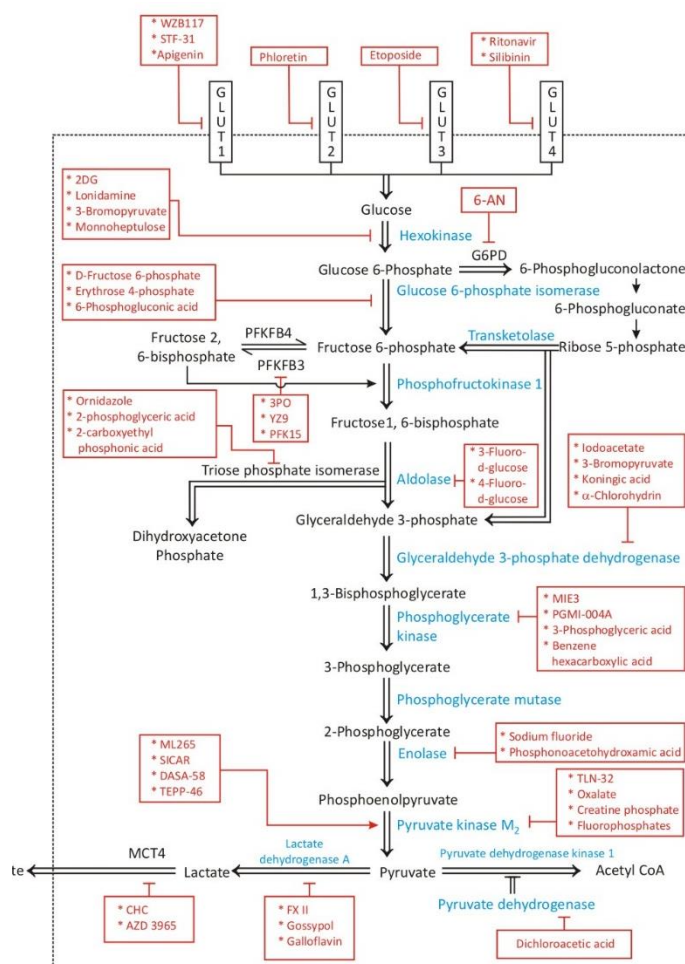 * WZB117
* STF-31
*Apigenin
Phloretin
Etoposide
* Ritonavir
* Silibinin
GLUT1
GLUT2
GLUT3
GLUT4
* 2DG
* Lonidamine
* 3-Bromopyruvate
* Monnoheptulose
Glucose
Hexokinase
6-AN
G6PD
Glucose 6-Phosphate
6-Phosphogluconolactone
* D-Fructose 6-phosphate
* Erythrose 4-phosphate
* 6-Phosphogluconic acid
Glucose 6-phosphate isomerase
6-Phosphogluconate
Fructose 2,
6-bisphosphate
PFKFB4
PFKFB3
Fructose 6-phosphate
Transketolase
Ribose 5-phosphate
Phosphofructokinase 1
* 3PO
* YZ9
* PFK15
* Ornidazole
* 2-phosphoglyceric acid
* 2-carboxyethyl
phosphonic acid
Fructose1, 6-bisphosphate
Triose phosphate isomerase
Aldolase
* 3-Fluoro-
d-glucose
* 4-Fluoro-
d-glucose
* Iodoacetate
* 3-Bromopyruvate
* Koningic acid
* α-Chlorohydrin
Dihydroxyacetone
Phosphate
Glyceraldehyde 3-phosphate
Glyceraldehyde 3-phosphate dehydrogenase
1,3-Bisphosphoglycerate
Phosphoglycerate
kinase
* MIE3
* PGMI-004A
* 3-Phosphoglyceric acid
* Benzene
hexacarboxylic acid
3-Phosphoglycerate
Phosphoglycerate mutase
2-Phosphoglycerate
Enolase
* Sodium fluoride
* Phosphonoacetohydroxamic acid
* ML265
* SICAR
* DASA-58
* TEPP-46
Phosphoenolpyruvate
Pyruvate kinase M2
* TLN-32
* Oxalate
* Creatine phosphate
* Fluorophosphates
te
MCT4
Lactate
Lactate
dehydrogenase A
Pyruvate
Pyruvate dehydrogenase kinase 1
Acetyl CoA
Pyruvate dehydrogenase
* CHC
* AZD 3965
* FX II
* Gossypol
* Galloflavin
Dichloroacetic acid